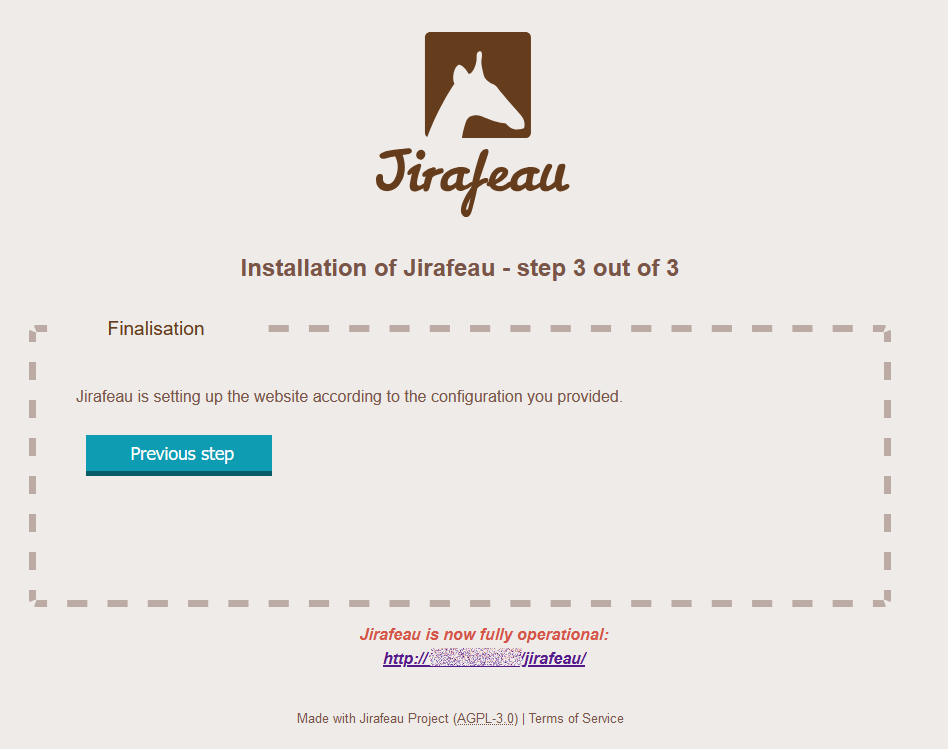 Jirafeau
Installation of Jirafeau - step 3 out of 3
Finalisation
Jirafeau is setting up the website according to the configuration you provided.
Previous step
Jirafeau is now fully operational:
http:// /jirafeau/
Made with Jirafeau Project (AGPL-3.0) | Terms of Service